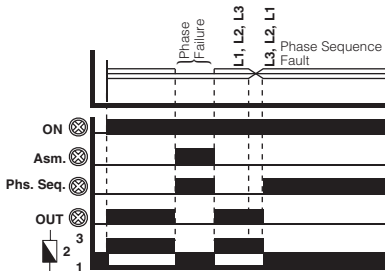 Phase
Failure
L1, L2, L3
L3, L2, L1
Phase Sequence
Fault
ON
Asm.
Phs. Seq.
OUT
3
2
1